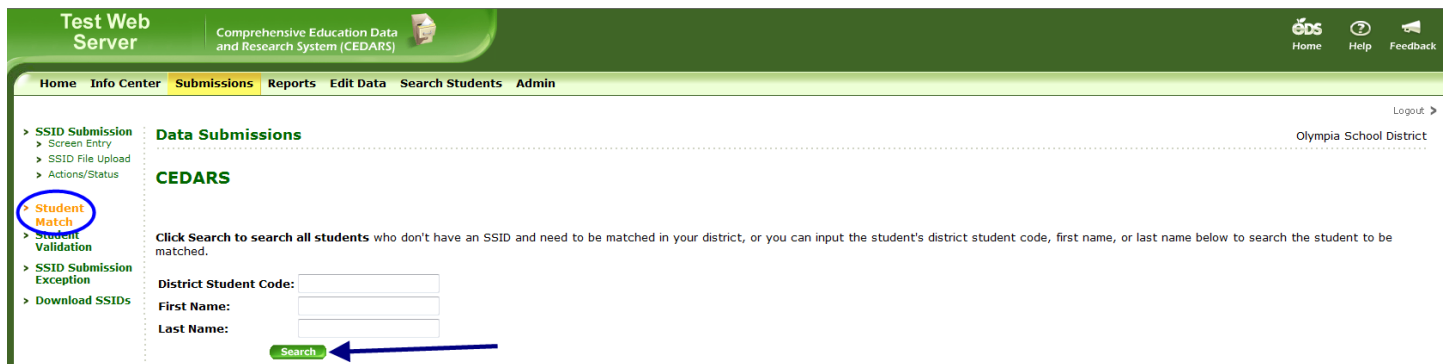 Test Web
Server
Comprehensive Education Data
and Research System (CEDARS)
eds
Home
Help
Feedback
Home Info Center Submissions Reports Edit Data Search Students Admin
Logout >
> SSID Submission
> Screen Entry
> SSID File Upload
> Actions/Status
> Student
Match
> Student
Validation
> SSID Submission
Exception
> Download SSIDs
Data Submissions
Olympia School District
CEDARS
Click Search to search all students who don't have an SSID and need to be matched in your district, or you can input the student's district student code, first name, or last name below to search the student to be
matched.
District Student Code:
First Name:
Last Name:
Search